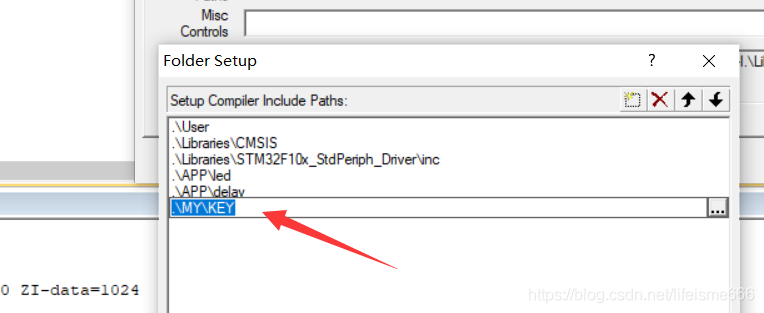 Paths
Misc
Controls
Folder Setup
?
Setup Compiler Include Paths:
.\User
.\Libraries\CMSIS
.\Libraries\STM32F10x_StdPeriph_Driver\inc
.\APP\led
.\APP\delay
.\MY\KEY
...
0 ZI-data=1024
https://blog.csdn.net/lifeisme666